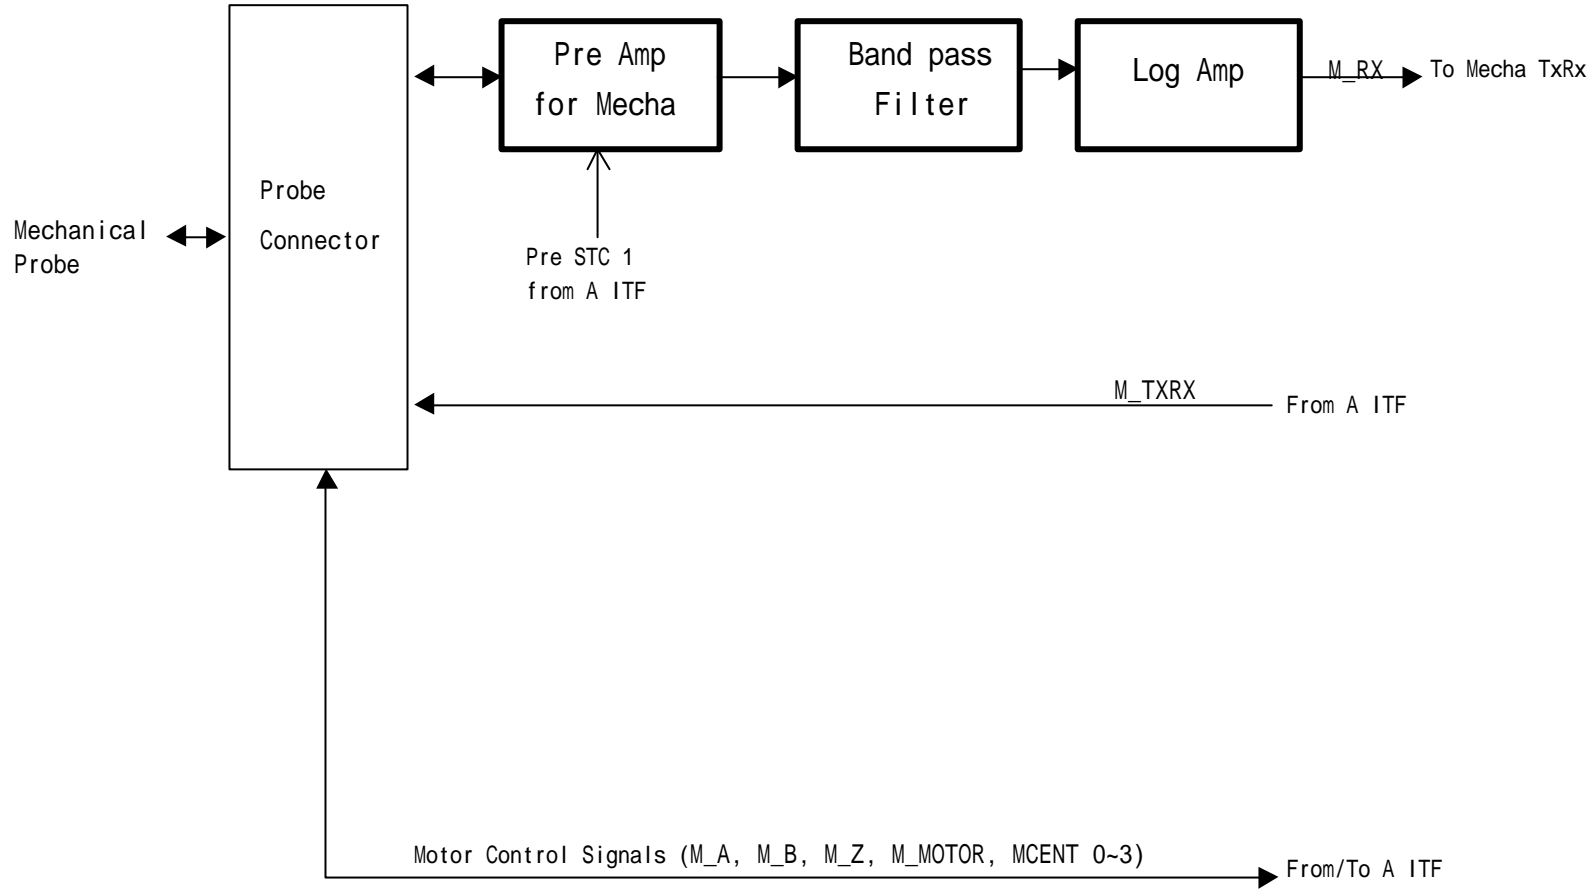 Pre Amp
for Mecha
Band pass
Filter
Log Amp
M_RX
To Mecha TxRx
Probe
Connector
Mechanical
Probe
Pre STC 1
from A ITF
M_TXRX
From A ITF
Motor Control Signals (M_A, M_B, M_Z, M_MOTOR, MCENT 0~3)
From/To A ITF